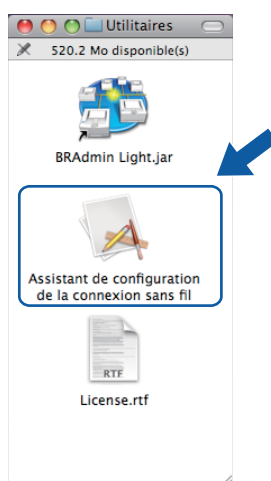 Utilitaires
520.2 Mo disponible(s)
BRAdmin Light.jar
Assistant de configuration
de la connexion sans fil
RTF
License.rtf